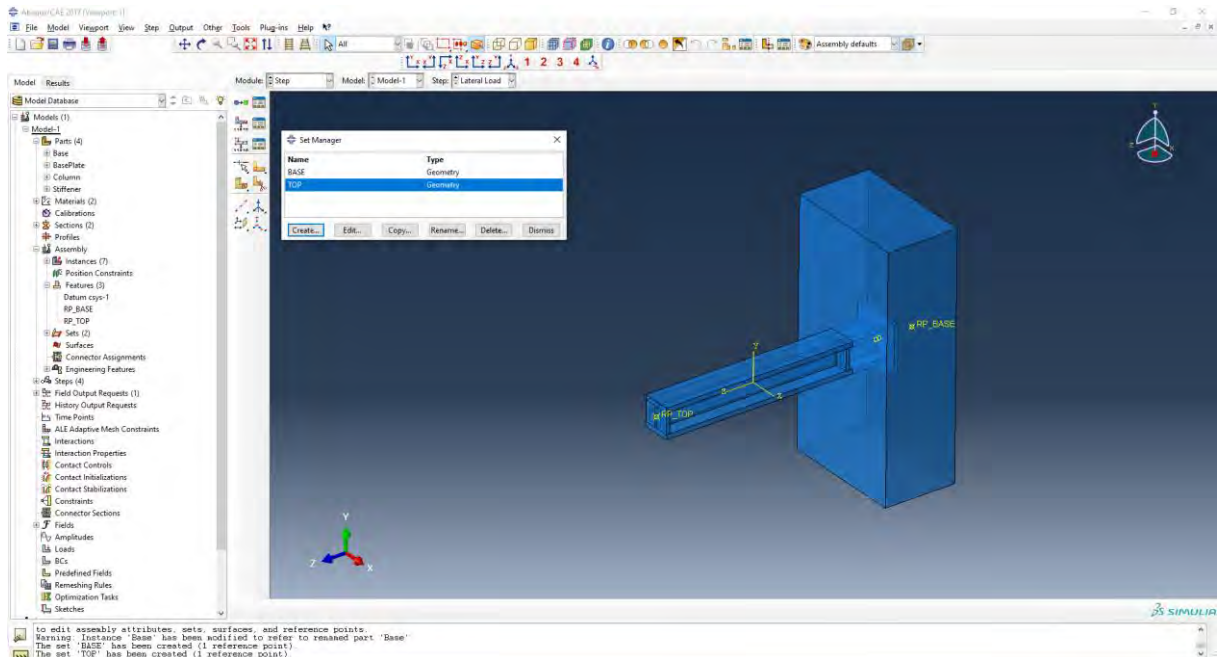 Abaqus/CAE 2017 [Viewport: 1]
File Model Viewport View Step Output Other Tools Plug-ins Help
All Assembly defaults
1 2 3 4
Model Results Module: Step Model: Model-1 Step: Lateral Load
Model Database
Models (1)
Model-1
Parts (4)
Base
BasePlate
Column
Stiffener
Materials (2)
Calibrations
Sections (2)
Profiles
Assembly
Instances (7)
Position Constraints
Features (3)
Datum csys-1
RP_BASE
RP_TOP
Sets (2)
Surfaces
Connector Assignments
Engineering Features
Steps (4)
Field Output Requests (1)
History Output Requests
Time Points
ALE Adaptive Mesh Constraints
Interactions
Interaction Properties
Contact Controls
Contact Initializations
Contact Stabilizations
Constraints
Connector Sections
Fields
Amplitudes
Loads
BCs
Predefined Fields
Remeshing Rules
Optimization Tasks
Sketches
Set Manager
Name Type
BASE Geometry
TOP Geometry
Create... Edit... Copy... Rename... Delete... Dismiss
RP_BASE
RP_TOP
Y
Z X
SIMULIA
to edit assembly attributes, sets, surfaces, and reference points.
Warning: Instance 'Base' has been modified to refer to renamed part 'Base'
The set 'BASE' has been created (1 reference point).
The set 'TOP' has been created (1 reference point).